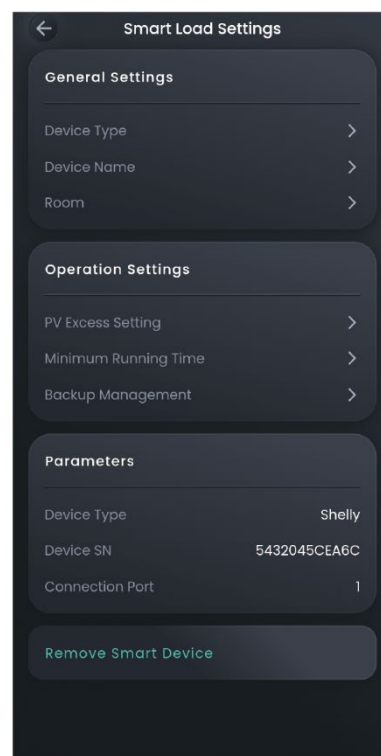 Smart Load Settings
General Settings
Device Type
Device Name
Room
Operation Settings
PV Excess Setting
Minimum Running Time
Backup Management
Parameters
Device Type Shelly
Device SN 5432045CEA6C
Connection Port 1
Remove Smart Device